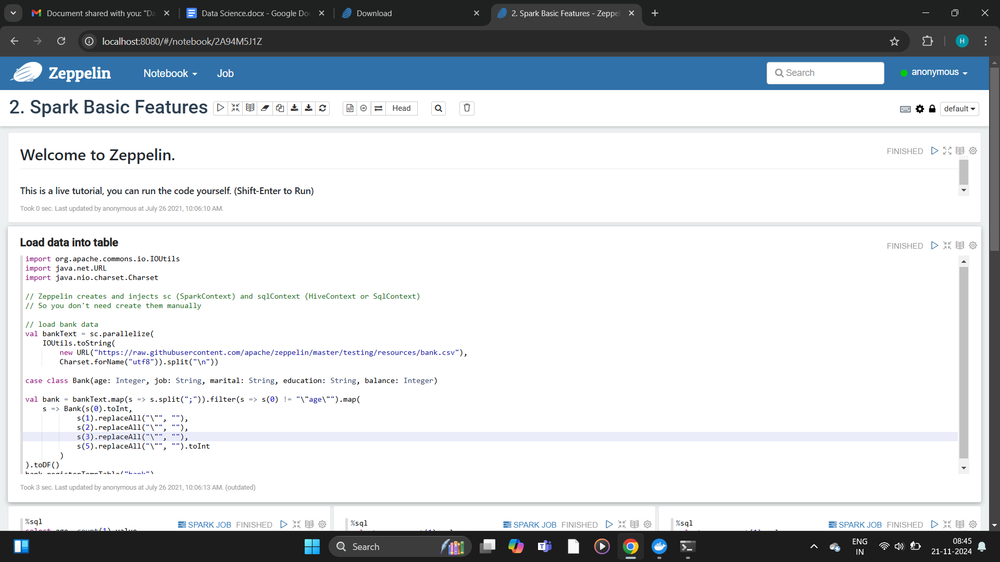 Document shared with you: "Da
Data Science.docx - Google Do
Download
2. Spark Basic Features - Zeppel
localhost:8080/#/notebook/2A94M5J1Z
H
Zeppelin
Notebook
Job
Search
anonymous
2. Spark Basic Features
Head
default
Welcome to Zeppelin.
FINISHED
This is a live tutorial, you can run the code yourself. (Shift-Enter to Run)
Took 0 sec. Last updated by anonymous at July 26 2021, 10:06:10 AM.
Load data into table
FINISHED
import org.apache.commons.io.IOUtils
import java.net.URL
import java.nio.charset.Charset
// Zeppelin creates and injects sc (SparkContext) and sqlContext (HiveContext or SqlContext)
// So you don't need create them manually
// load bank data
val bankText = sc.parallelize(
IOUtils.toString(
new URL("https://raw.githubusercontent.com/apache/zeppelin/master/testing/resources/bank.csv"),
Charset.forName("utf8")).split("\n"))
case class Bank(age: Integer, job: String, marital: String, education: String, balance: Integer)
val bank = bankText.map(s => s.split(";")).filter(s => s(0) != "\"age\"").map(
s => Bank(s(0).toInt,
s(1).replaceAll("\"", ""),
s(2).replaceAll("\"", ""),
s(3).replaceAll("\"", ""),
s(5).replaceAll("\"", "").toInt
)
).toDF()
bank.registerTempTable("bank")
Took 3 sec. Last updated by anonymous at July 26 2021, 10:06:13 AM. (outdated)
%sql
SPARK JOB FINISHED
select age, count(1) value
%sql
SPARK JOB FINISHED
%sql
SPARK JOB FINISHED
Search
ENG
IN
08:45
21-11-2024